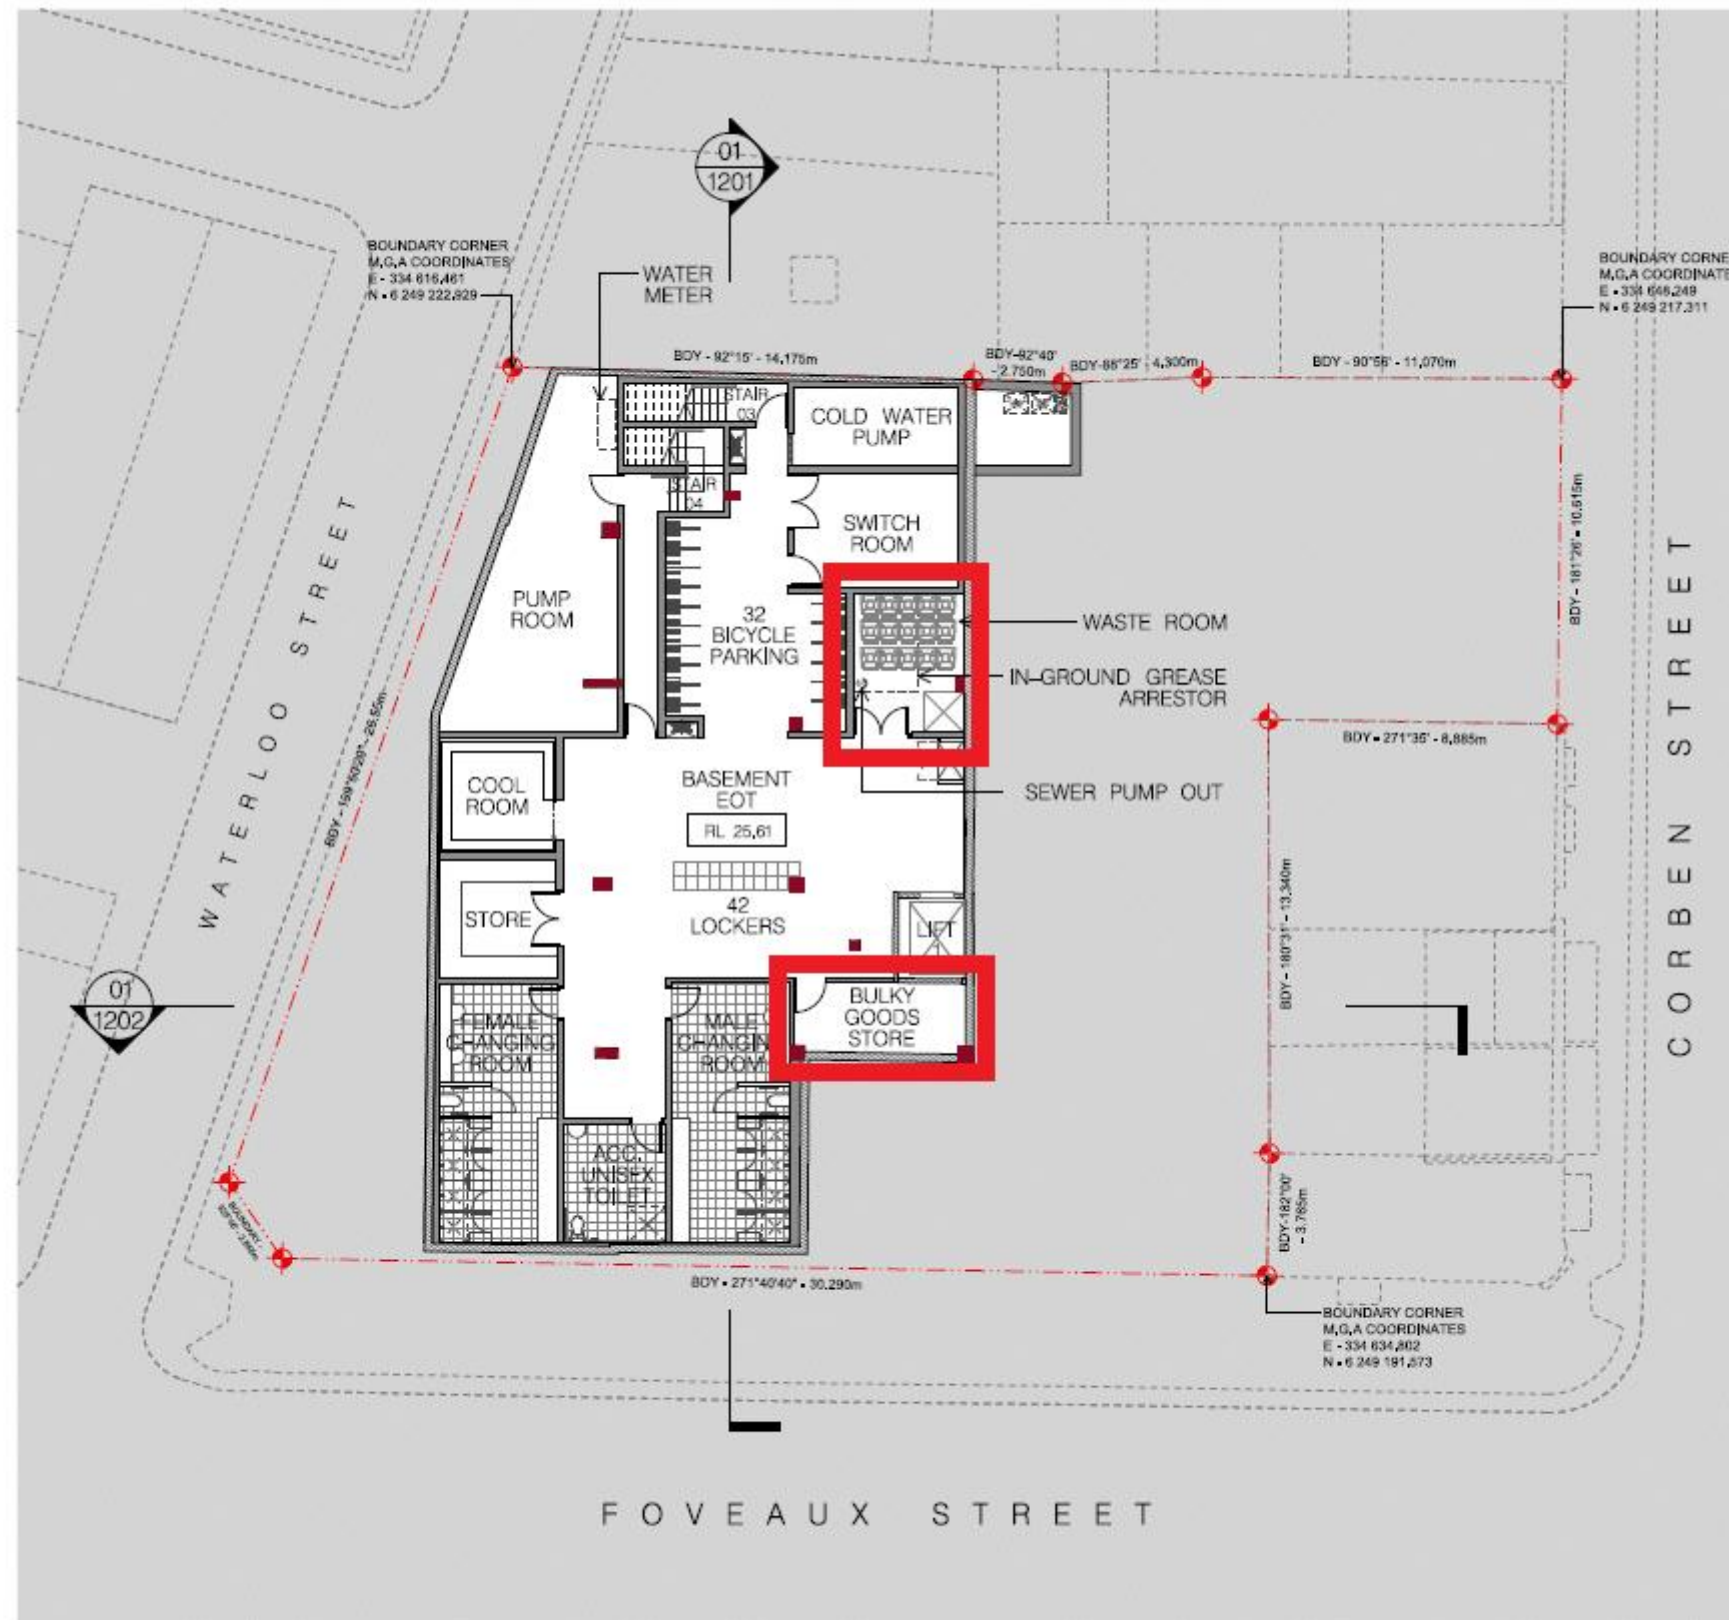 01
1201
BOUNDARY CORNER
M.G.A COORDINATES
E - 334 616.461
N - 6 249 222.929
WATER
METER
BOUNDARY CORNE
M.G.A COORDINATE
E - 334 646.249
N - 6 249 217.311
BDY - 92°15' - 14.175m
BDY-92°40'
-2.750m
BDY-88°25' - 4.300m
BDY - 90°56' - 11.070m
STAIR
03
COLD WATER
PUMP
STAIR
04
SWITCH
ROOM
BDY - 181°26' - 10.615m
PUMP
ROOM
32
BICYCLE
PARKING
WASTE ROOM
IN-GROUND GREASE
ARRESTOR
WATERLOO STREET
CORBEN STREET
BDY - 271°35' - 8.885m
COOL
ROOM
BASEMENT
EOT
RL 25.61
SEWER PUMP OUT
STORE
42
LOCKERS
LIFT
BDY - 180°31' - 13.340m
01
1202
FEMALE
CHANGING
ROOM
MALE
CHANGING
ROOM
BULKY
GOODS
STORE
ACC.
UNISEX
TOILET
BDY-182°00'
- 3.765m
BOUNDARY
BDY - 271°40'40" - 30.290m
BOUNDARY CORNER
M.G.A COORDINATES
E - 334 634.802
N - 6 249 191.573
FOVEAUX STREET